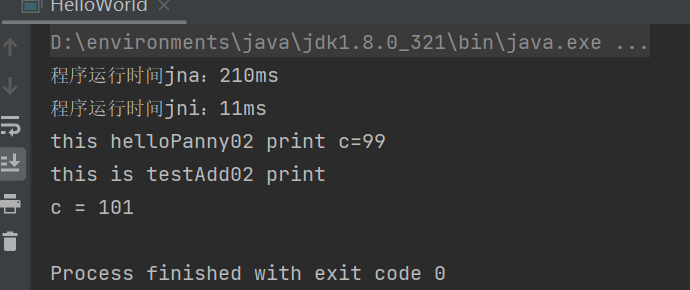 HelloWorld
D:\environments\java\jdk1.8.0_321\bin\java.exe ...
程序运行时间jna：210ms
程序运行时间jni：11ms
this helloPanny02 print c=99
this is testAdd02 print
c = 101
Process finished with exit code 0